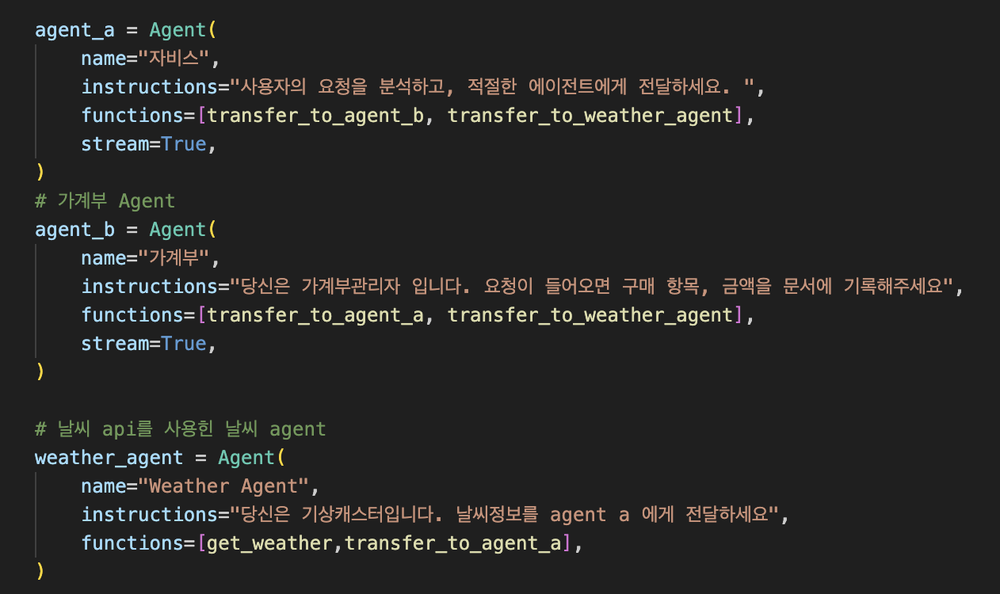 agent_a = Agent(
name="자비스",
instructions="사용자의 요청을 분석하고, 적절한 에이전트에게 전달하세요. ",
functions=[transfer_to_agent_b, transfer_to_weather_agent],
stream=True,
)
# 가계부 Agent
agent_b = Agent(
name="가계부",
instructions="당신은 가계부관리자 입니다. 요청이 들어오면 구매 항목, 금액을 문서에 기록해주세요",
functions=[transfer_to_agent_a, transfer_to_weather_agent],
stream=True,
)
# 날씨 api를 사용힌 날씨 agent
weather_agent = Agent(
name="Weather Agent",
instructions="당신은 기상캐스터입니다. 날씨정보를 agent a 에게 전달하세요",
functions=[get_weather,transfer_to_agent_a],
)